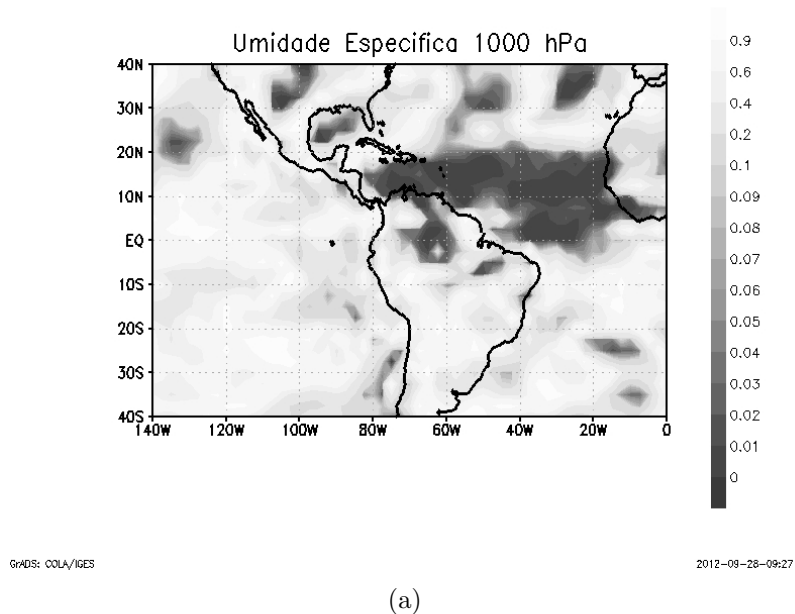 Umidade Especifica 1000 hPa
40N
30N
20N
10N
EQ
10S
20S
30S
40S
140W 120W 100W 80W 60W 40W 20W 0
0.9
0.6
0.4
0.2
0.1
0.09
0.08
0.07
0.06
0.05
0.04
0.03
0.02
0.01
0
GrADS: COLA/IGES 2012-09-28-09:27
(a)